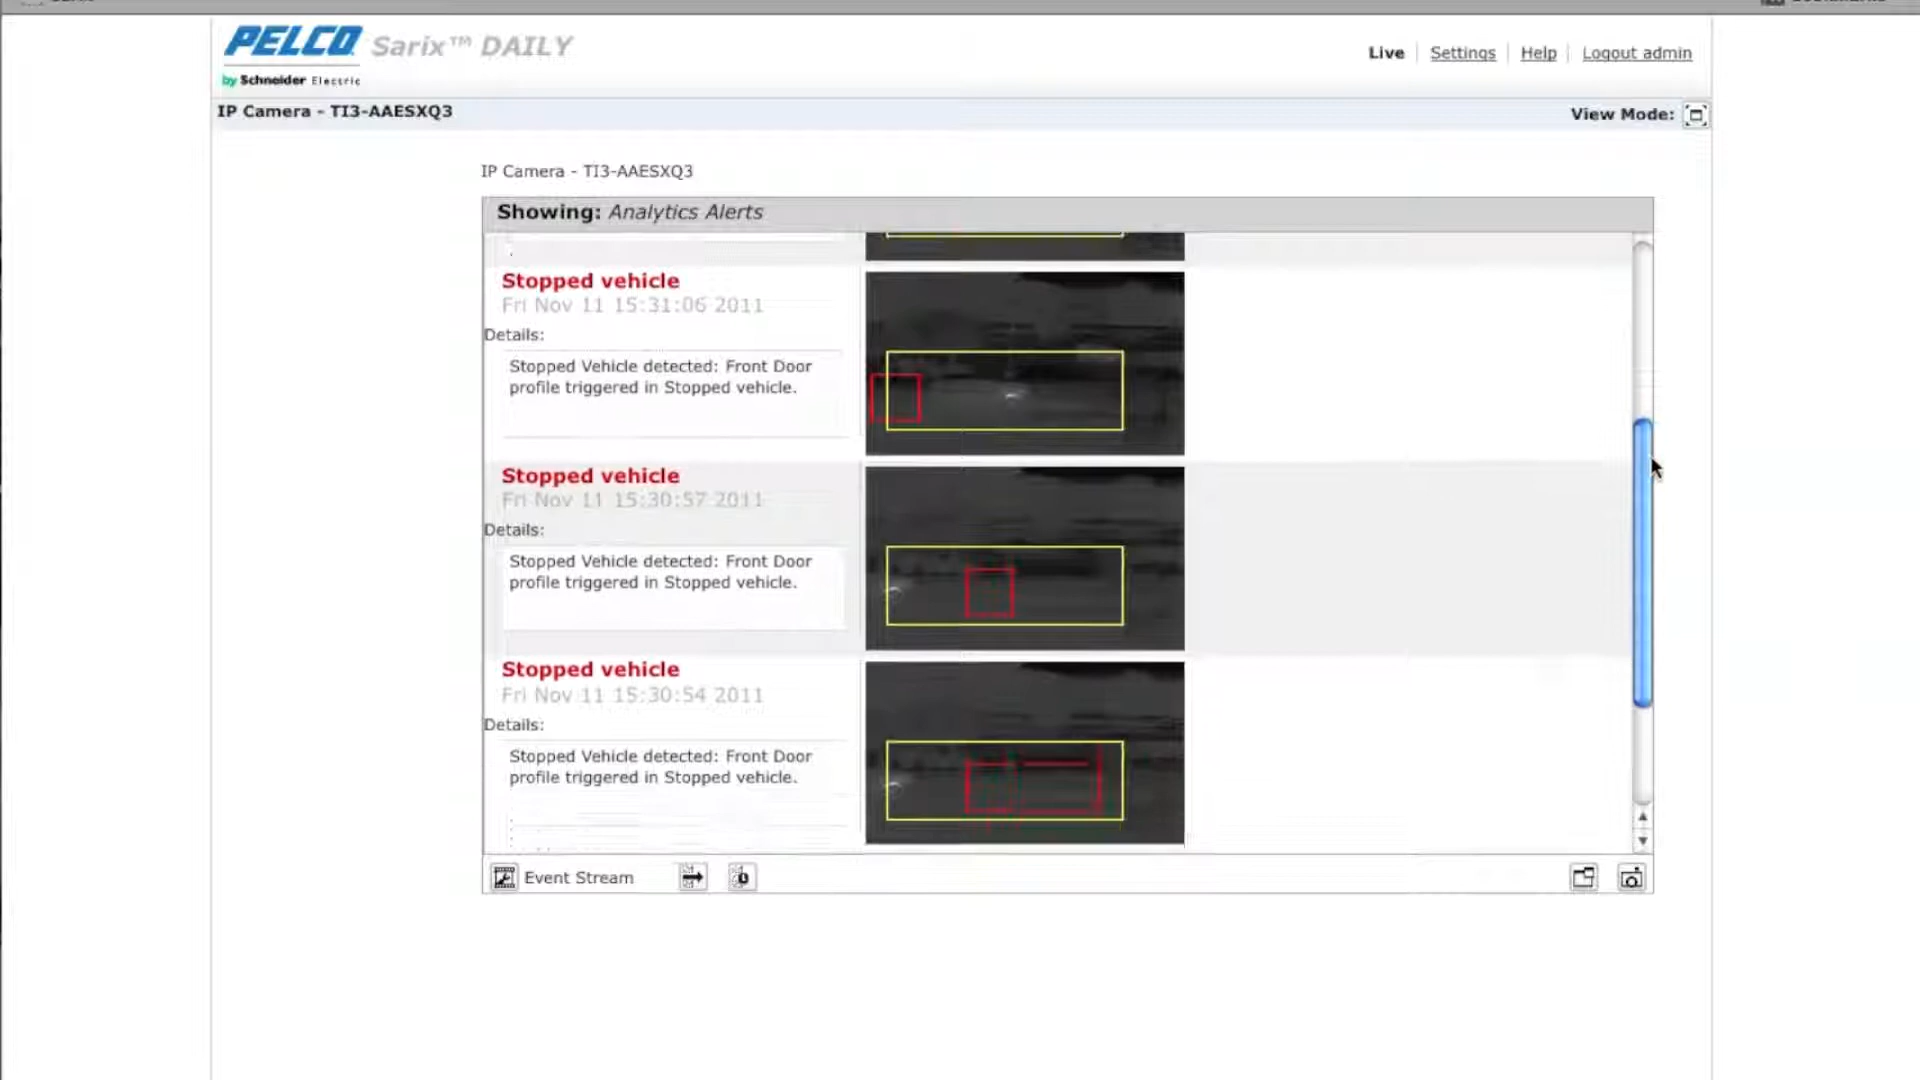 PELCO Sarix™ DAILY
by Schneider Electric
Live Settings Help Logout admin
IP Camera - TI3-AAESXQ3
View Mode:
IP Camera - TI3-AAESXQ3
Showing: Analytics Alerts
Stopped vehicle
Fri Nov 11 15:31:06 2011
Details:
Stopped Vehicle detected: Front Door
profile triggered in Stopped vehicle.
Stopped vehicle
Fri Nov 11 15:30:57 2011
Details:
Stopped Vehicle detected: Front Door
profile triggered in Stopped vehicle.
Stopped vehicle
Fri Nov 11 15:30:54 2011
Details:
Stopped Vehicle detected: Front Door
profile triggered in Stopped vehicle.
Event Stream